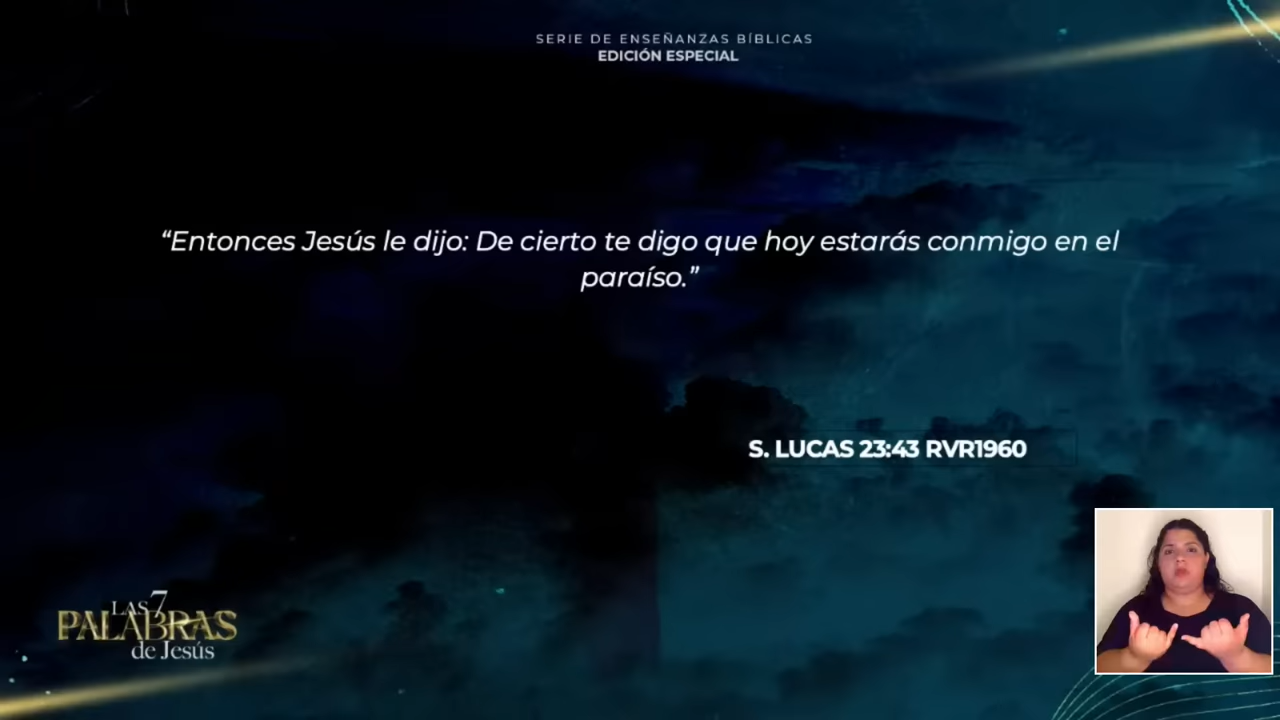 SERIE DE ENSEÑANZAS BÍBLICAS
EDICIÓN ESPECIAL
“Entonces Jesús le dijo: De cierto te digo que hoy estarás conmigo en el
paraíso.”
S. LUCAS 23:43 RVR1960
LAS 7
PALABRAS
de Jesús